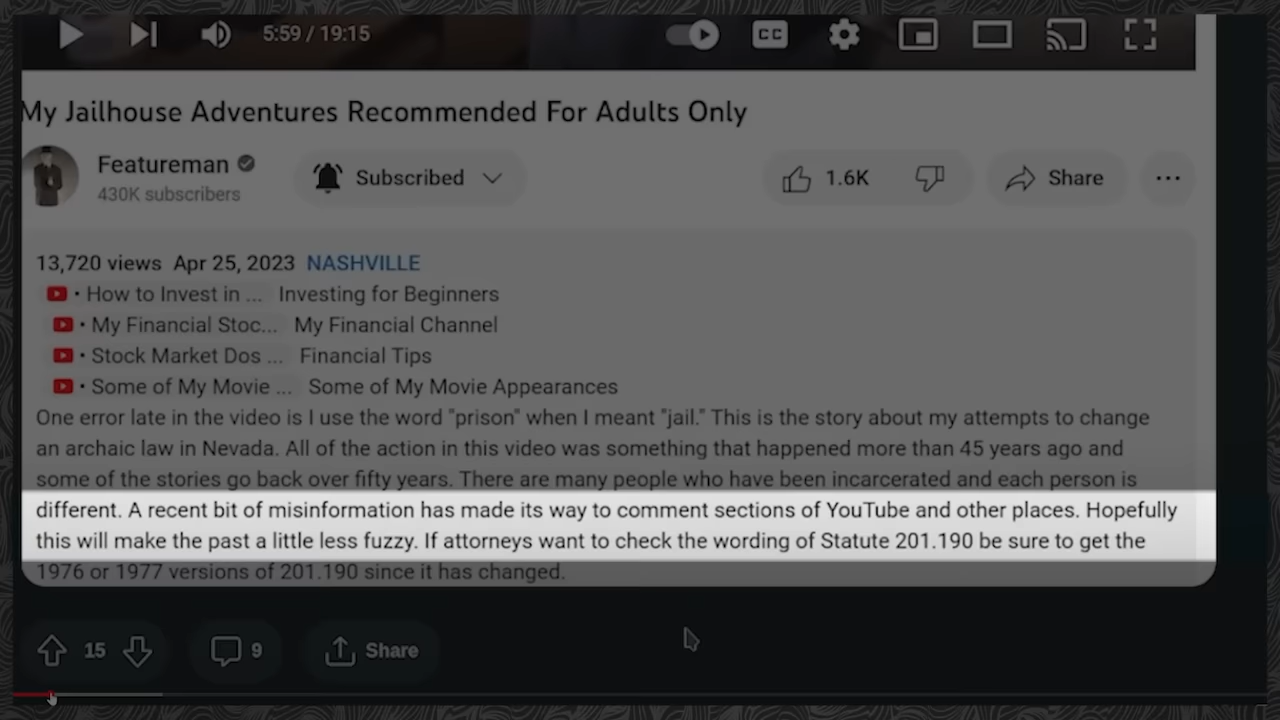 5:59 / 19:15
CC
My Jailhouse Adventures Recommended For Adults Only
Featureman
430K subscribers
Subscribed
1.6K
Share
13,720 views Apr 25, 2023 NASHVILLE
• How to Invest in ... Investing for Beginners
• My Financial Stoc... My Financial Channel
• Stock Market Dos ... Financial Tips
• Some of My Movie ... Some of My Movie Appearances
One error late in the video is I use the word "prison" when I meant "jail." This is the story about my attempts to change
an archaic law in Nevada. All of the action in this video was something that happened more than 45 years ago and
some of the stories go back over fifty years. There are many people who have been incarcerated and each person is
different. A recent bit of misinformation has made its way to comment sections of YouTube and other places. Hopefully
this will make the past a little less fuzzy. If attorneys want to check the wording of Statute 201.190 be sure to get the
1976 or 1977 versions of 201.190 since it has changed.
15
9
Share